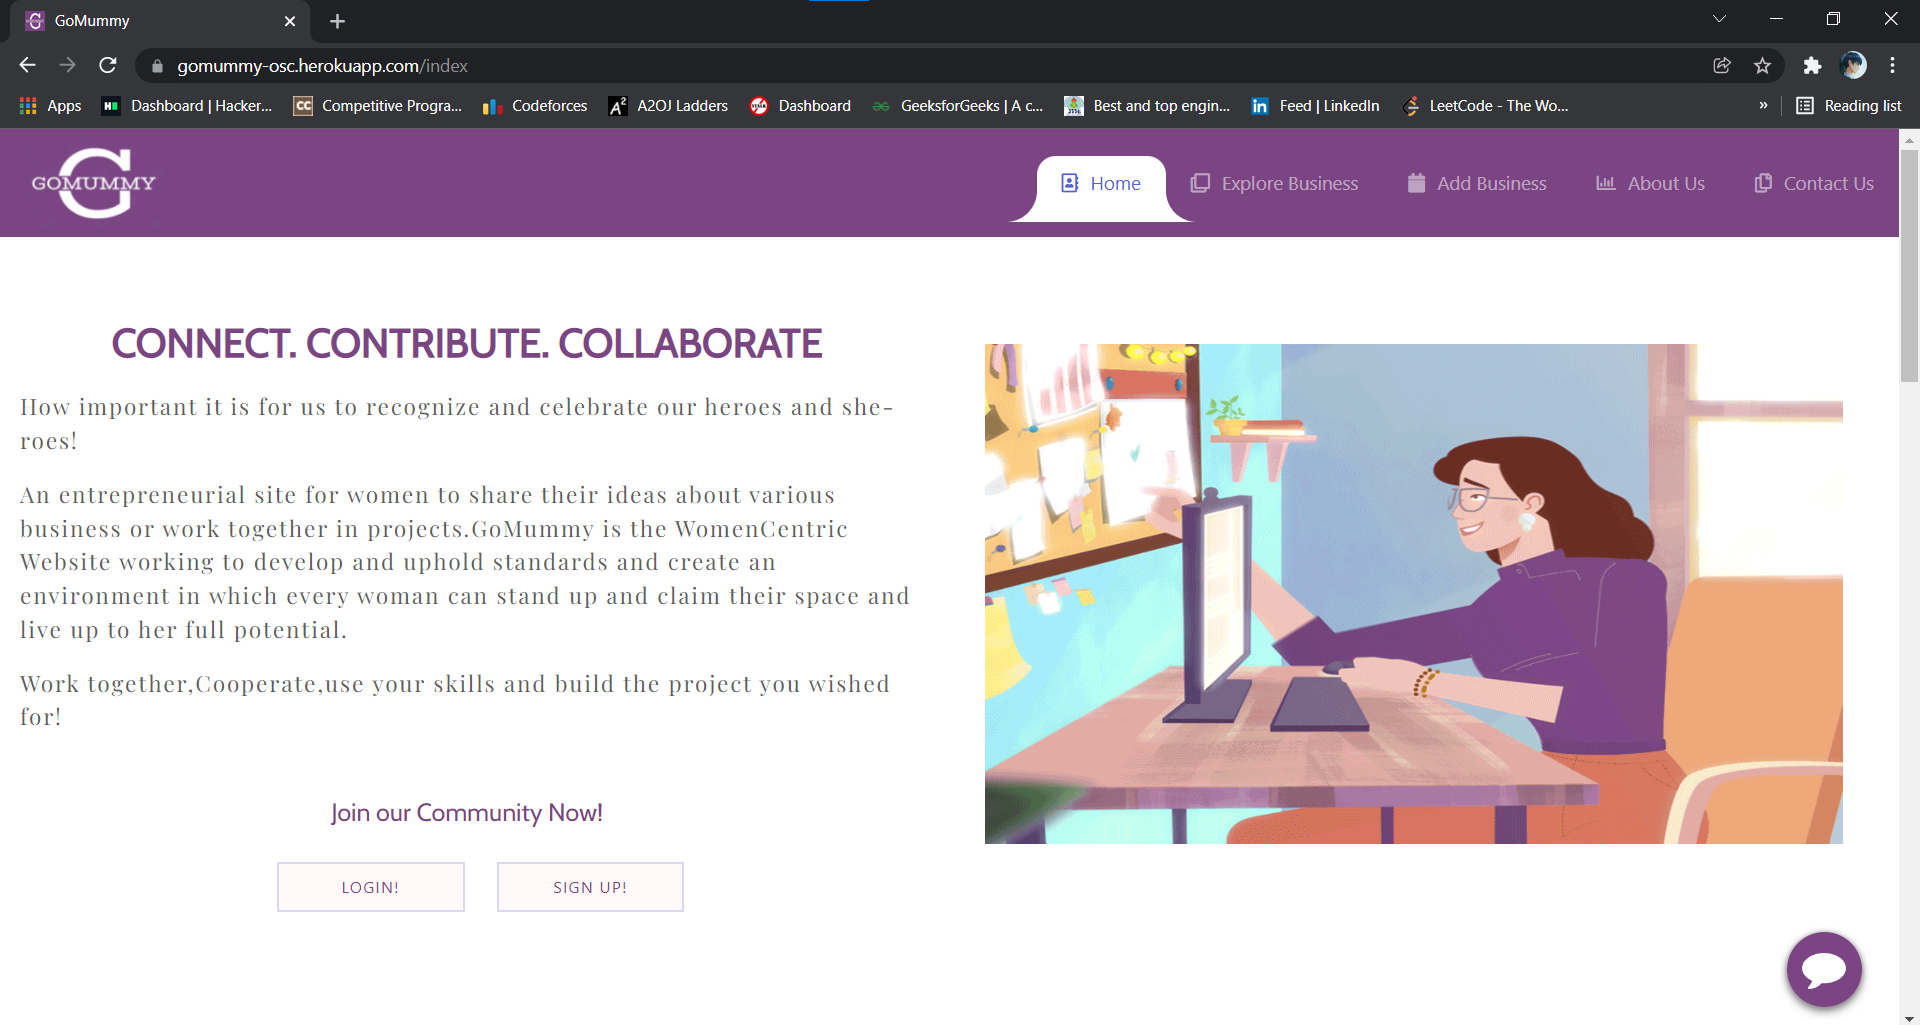 GoMummy
gomummy-osc.herokuapp.com/index
Apps
Dashboard | Hacker...
CC
Competitive Progra...
Codeforces
A2
A2OJ Ladders
Dashboard
GeeksforGeeks | A c...
Best and top engin...
in
Feed | LinkedIn
LeetCode - The Wo...
»
Reading list
G
GOMUMMY
Home
Explore Business
Add Business
About Us
Contact Us
CONNECT. CONTRIBUTE. COLLABORATE
How important it is for us to recognize and celebrate our heroes and she-
roes!
An entrepreneurial site for women to share their ideas about various
business or work together in projects.GoMummy is the WomenCentric
Website working to develop and uphold standards and create an
environment in which every woman can stand up and claim their space and
live up to her full potential.
Work together,Cooperate,use your skills and build the project you wished
for!
Join our Community Now!
LOGIN!
SIGN UP!